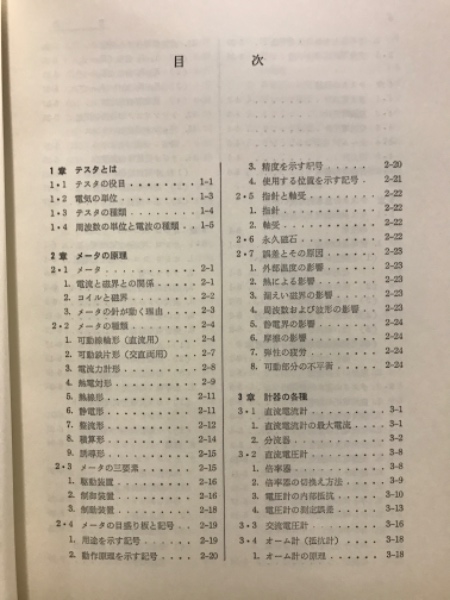 目次
1章 テスタとは
1・1 テスタの役目 ......... 1-1
1・2 電気の単位 ......... 1-3
1・3 テスタの種類 ......... 1-4
1・4 周波数の単位と電波の種類 .. 1-5
2章 メータの原理
2・1 メータ ......... 2-1
1. 電流と磁界との関係 ..... 2-1
2. コイルと磁界 ......... 2-2
3. メータの針が動く理由 .... 2-3
2・2 メータの種類 ......... 2-4
1. 可動線輪形（直流用） ..... 2-4
2. 可動鉄片形（交直両用） .... 2-7
3. 電流力計形 ......... 2-8
4. 熱電対形 ......... 2-9
5. 熱線形 ......... 2-11
6. 静電形 ......... 2-11
7. 整流形 ......... 2-12
8. 積算形 ......... 2-14
9. 誘導形 ......... 2-15
2・3 メータの三要素 ....... 2-15
1. 駆動装置 ......... 2-16
2. 制御装置 ......... 2-16
3. 制動装置 ......... 2-18
2・4 メータの目盛り板と記号 .. 2-19
1. 用途を示す記号 ....... 2-19
2. 動作原理を示す記号 ..... 2-20
3. 精度を示す記号 ....... 2-20
4. 使用する位置を示す記号 . 2-21
2・5 指針と軸受 ......... 2-22
1. 指針 ......... 2-22
2. 軸受 ......... 2-22
2・6 永久磁石 ......... 2-22
2・7 誤差とその原因 ....... 2-23
1. 外部温度の影響 ....... 2-23
2. 熱による影響 ....... 2-23
3. 漏えい磁界の影響 ..... 2-23
4. 周波数および波形の影響 .. 2-23
5. 静電界の影響 ....... 2-24
6. 摩擦の影響 ......... 2-24
7. 弾性の疲労 ......... 2-24
8. 可動部分の不平衡 ..... 2-24
3章 計器の各種
3・1 直流電流計 ......... 3-1
1. 直流電流計の最大電流 .... 3-1
2. 分流器 ......... 3-2
3・2 直流電圧計 ......... 3-8
1. 倍率器 ......... 3-8
2. 倍率器の切換え方法 ..... 3-9
3. 電圧計の内部抵抗 ..... 3-10
4. 電圧計の測定誤差 ..... 3-13
3・3 交流電圧計 ......... 3-16
3・4 オーム計（抵抗計） ..... 3-18
1. オーム計の原理 ....... 3-18